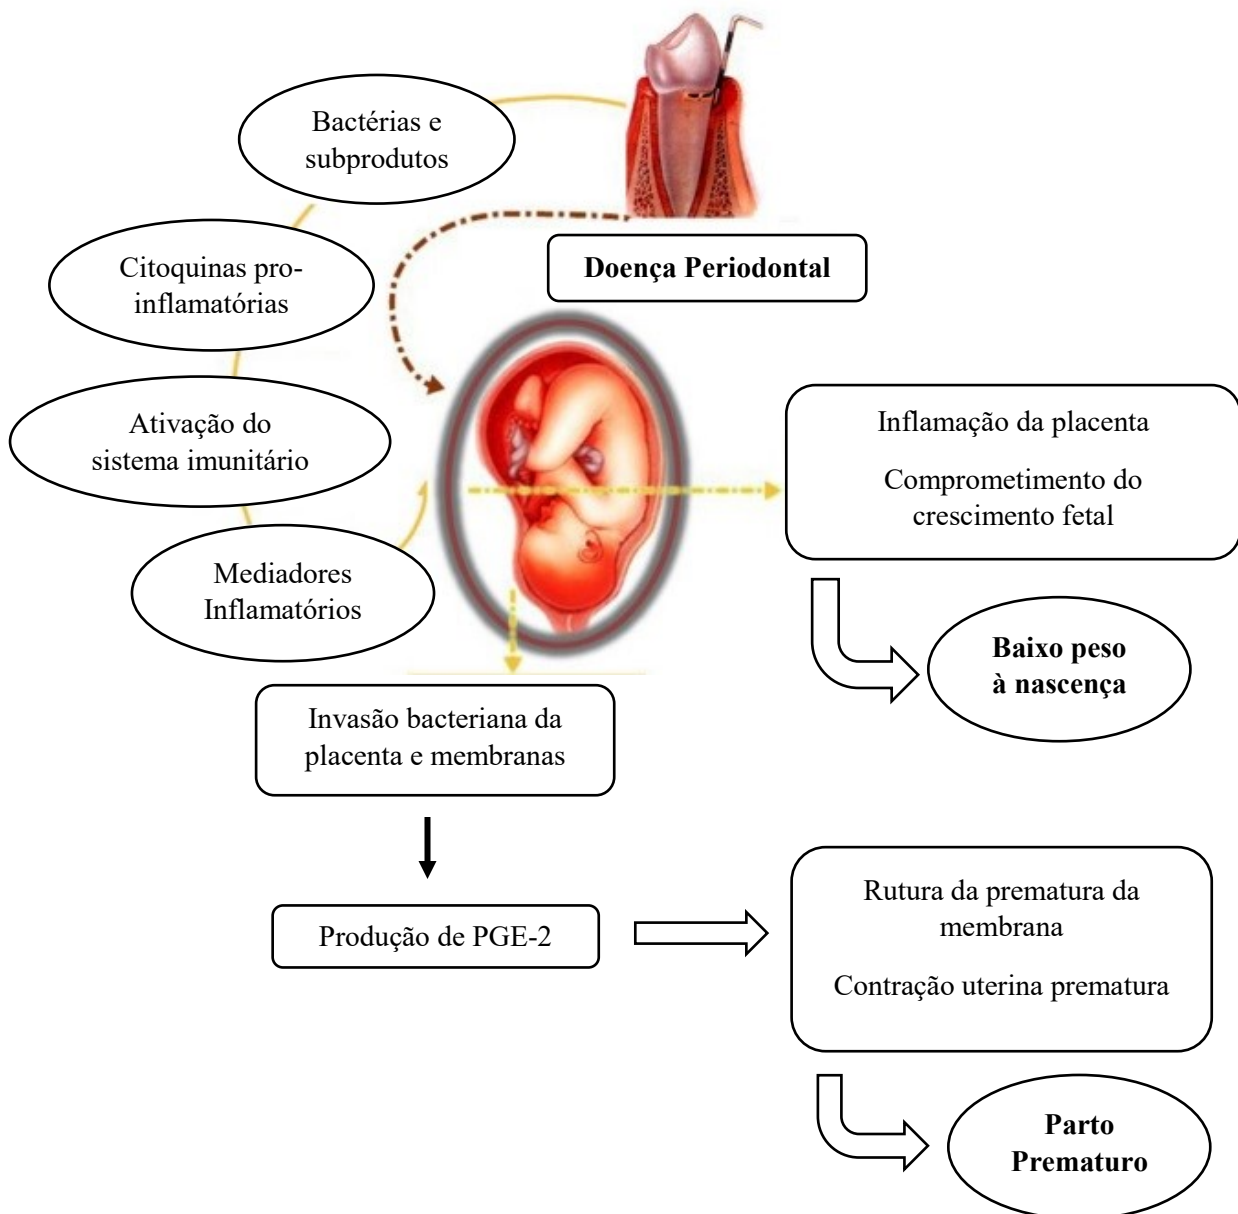 Bactérias e
subprodutos
Doença Periodontal
Citoquinas pro-
inflamatórias
Ativação do
sistema imunitário
Mediadores
Inflamatórios
Inflamação da placenta
Comprometimento do
crescimento fetal
Baixo peso
à nascença
Invasão bacteriana da
placenta e membranas
Produção de PGE-2
Rutura da prematura da
membrana
Contração uterina prematura
Parto
Prematuro